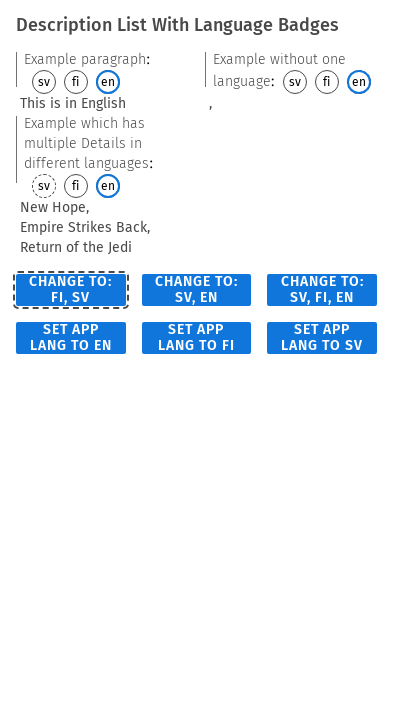 Description List With Language Badges
Example paragraph:
sv fi en
This is in English
Example without one
language: sv fi en
,
Example which has
multiple Details in
different languages:
sv fi en
New Hope,
Empire Strikes Back,
Return of the Jedi
CHANGE TO:
FI, SV
CHANGE TO:
SV, EN
CHANGE TO:
SV, FI, EN
SET APP
LANG TO EN
SET APP
LANG TO FI
SET APP
LANG TO SV